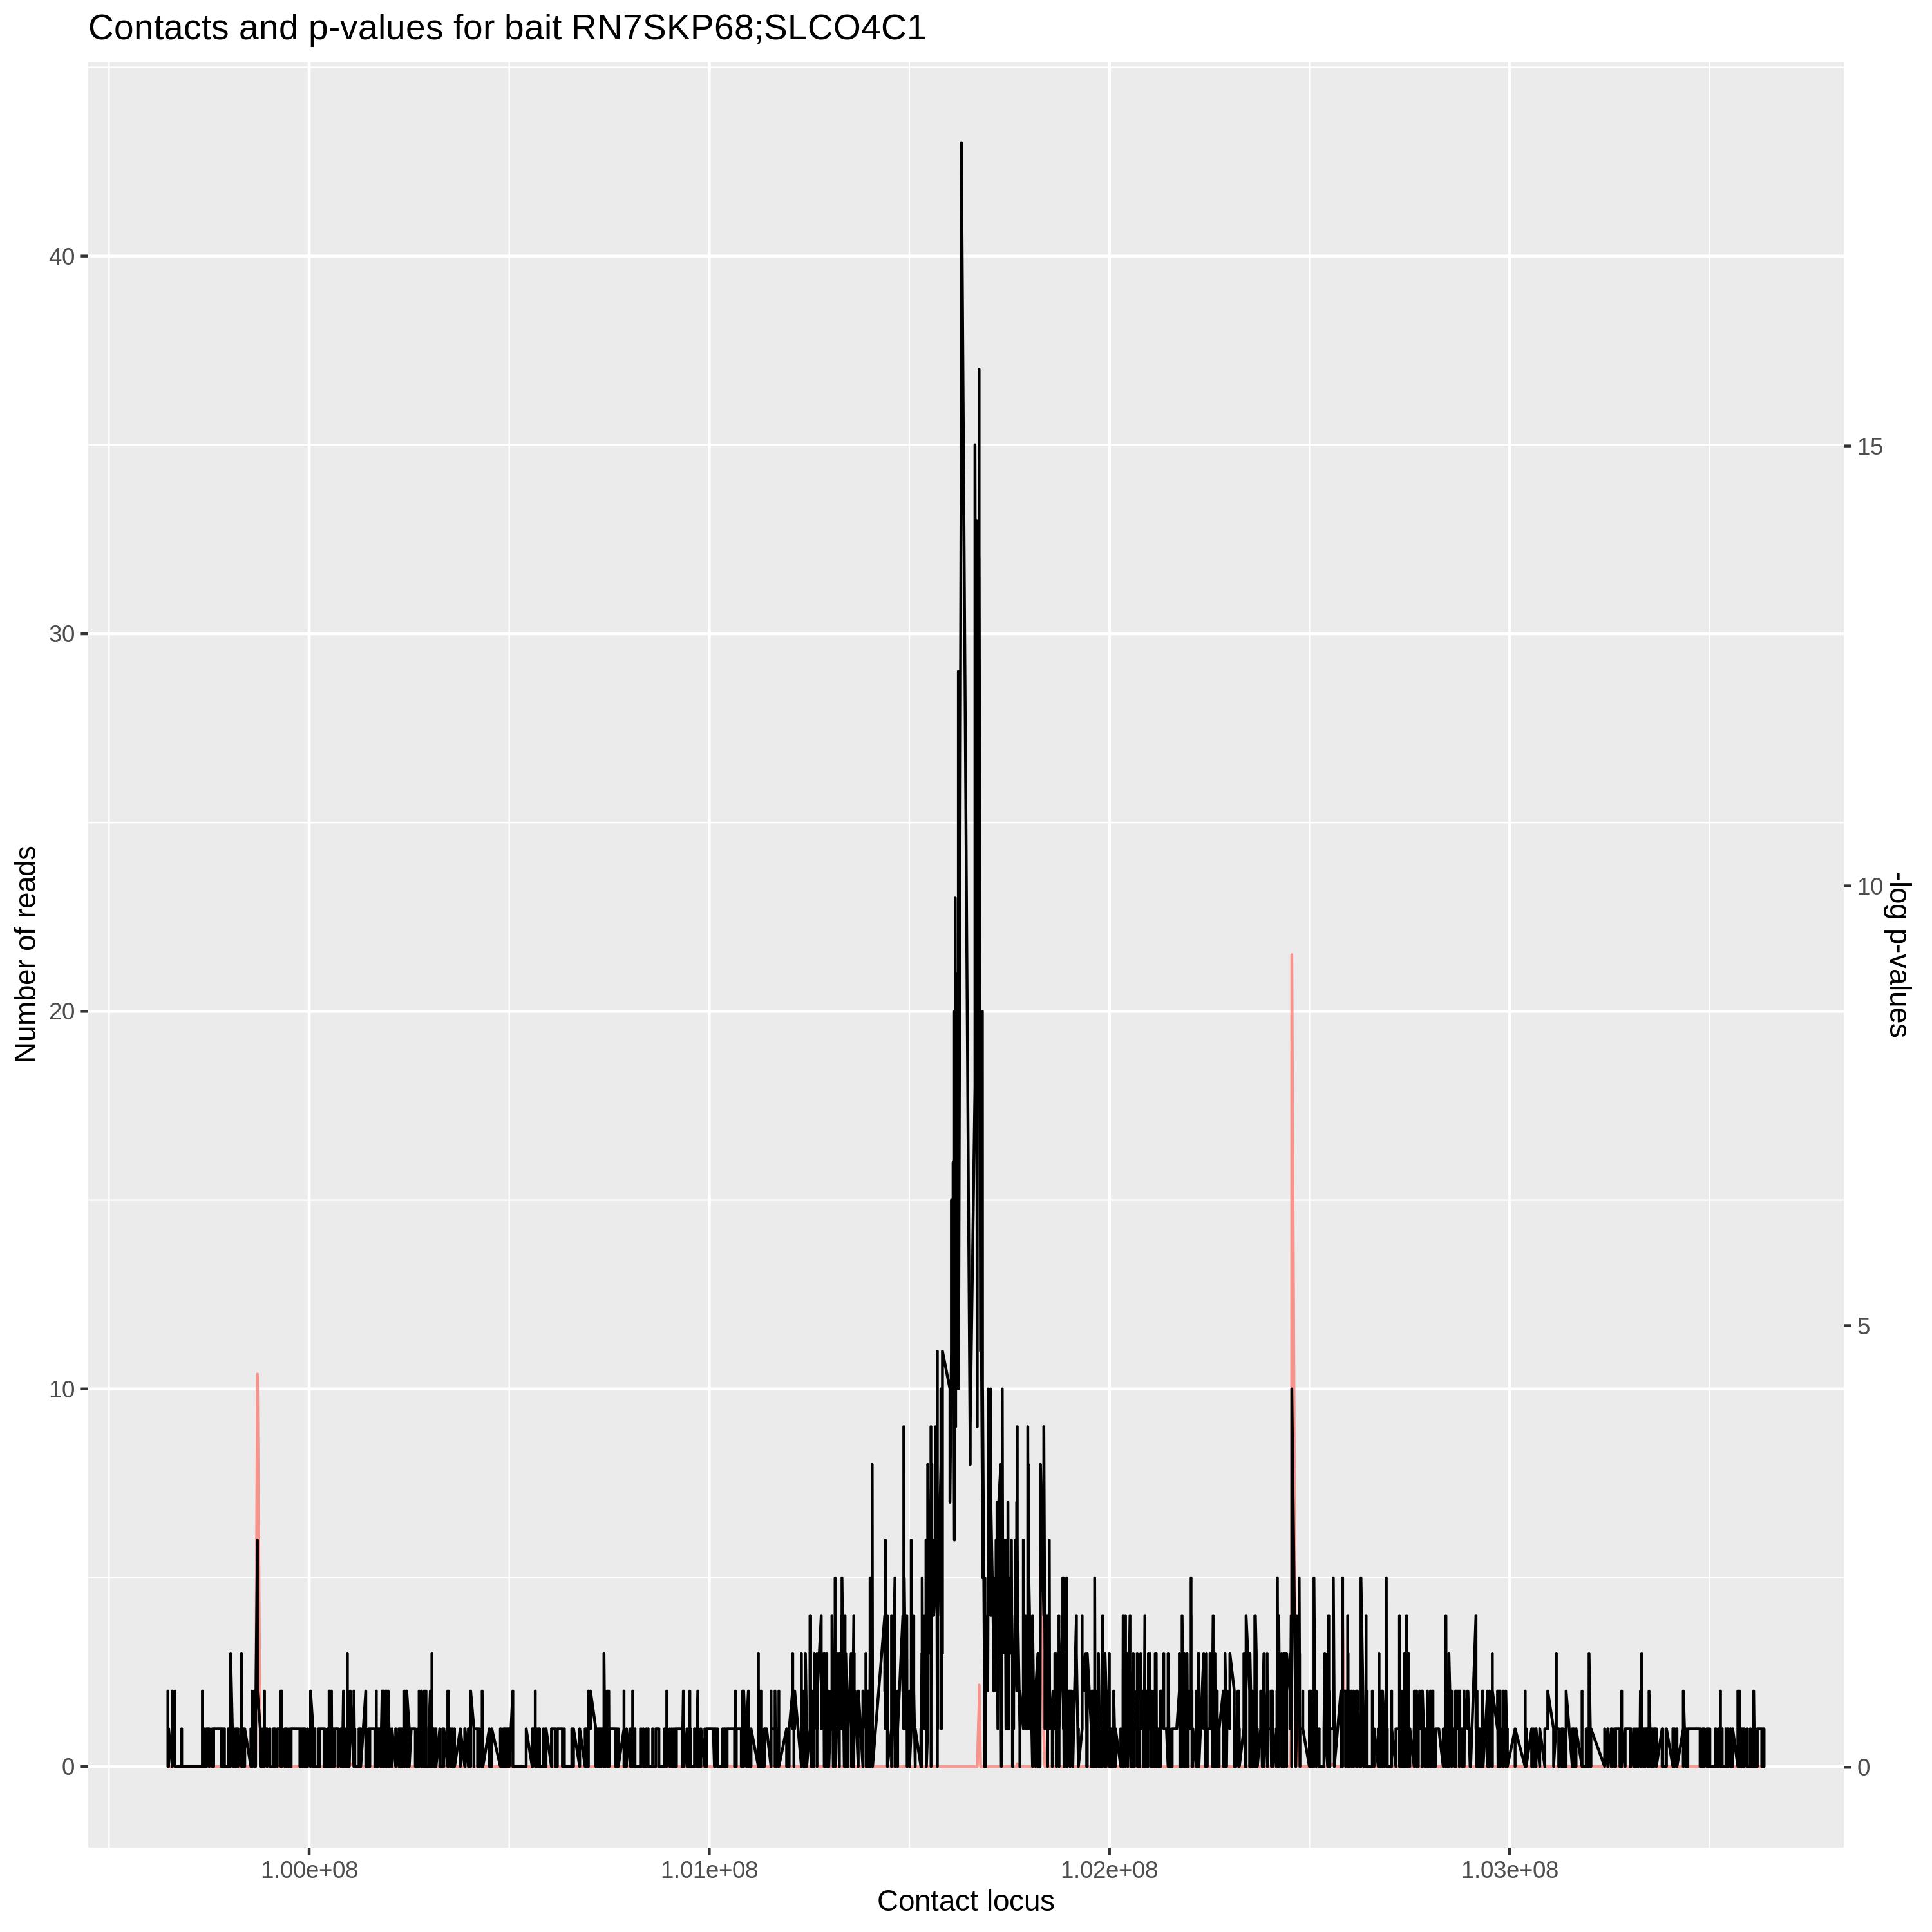 Contacts and p-values for bait RN7SKP68;SLCO4C1
40
30
20
10
0
Number of reads
15
10
5
0
-log p-values
1.00e+08
1.01e+08
1.02e+08
1.03e+08
Contact locus